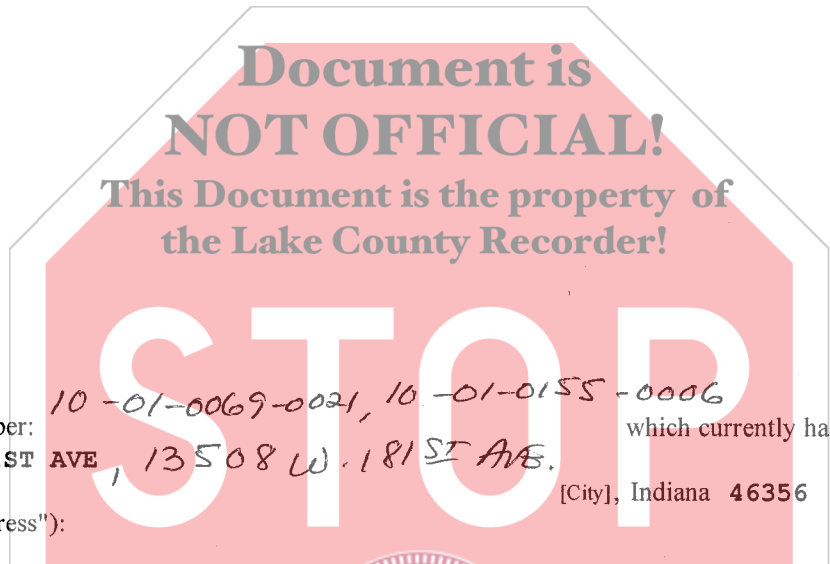 Document is
NOT OFFICIAL!
This Document is the property of
the Lake County Recorder!
STOP
10-01-0069-0021, 10-01-0155-0006
per: which currently ha
ST AVE, 13508 W. 181ST AVE.
[City], Indiana 46356
ress"):